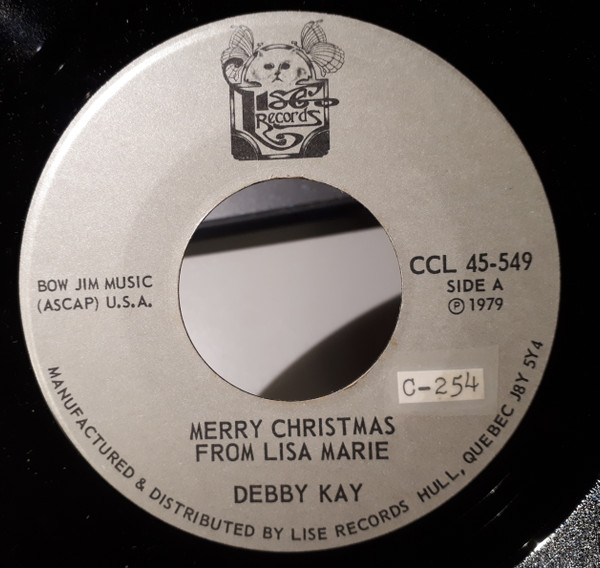 Lise
Records
BOW JIM MUSIC
(ASCAP) U.S.A.
CCL 45-549
SIDE A
Ⓟ 1979
C-254
MERRY CHRISTMAS
FROM LISA MARIE
DEBBY KAY
MANUFACTURED & DISTRIBUTED BY LISE RECORDS HULL, QUEBEC J8Y 5Y4